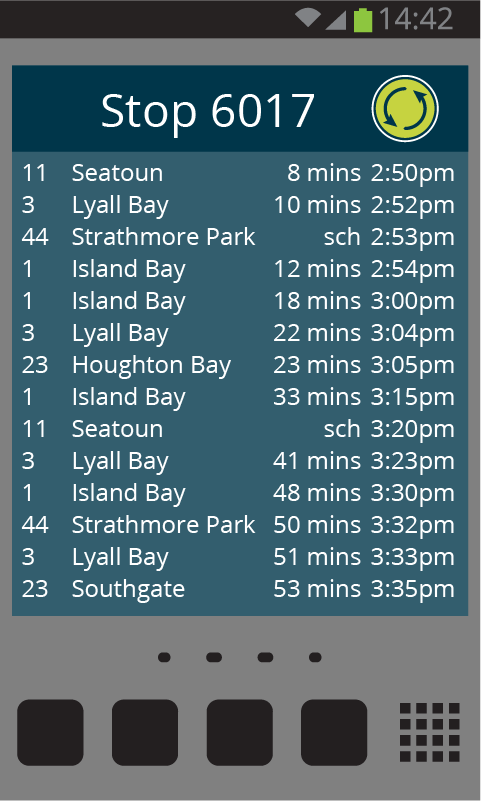 14:42
Stop 6017
11 Seatoun 8 mins 2:50pm
3 Lyall Bay 10 mins 2:52pm
44 Strathmore Park sch 2:53pm
1 Island Bay 12 mins 2:54pm
1 Island Bay 18 mins 3:00pm
3 Lyall Bay 22 mins 3:04pm
23 Houghton Bay 23 mins 3:05pm
1 Island Bay 33 mins 3:15pm
11 Seatoun sch 3:20pm
3 Lyall Bay 41 mins 3:23pm
1 Island Bay 48 mins 3:30pm
44 Strathmore Park 50 mins 3:32pm
3 Lyall Bay 51 mins 3:33pm
23 Southgate 53 mins 3:35pm